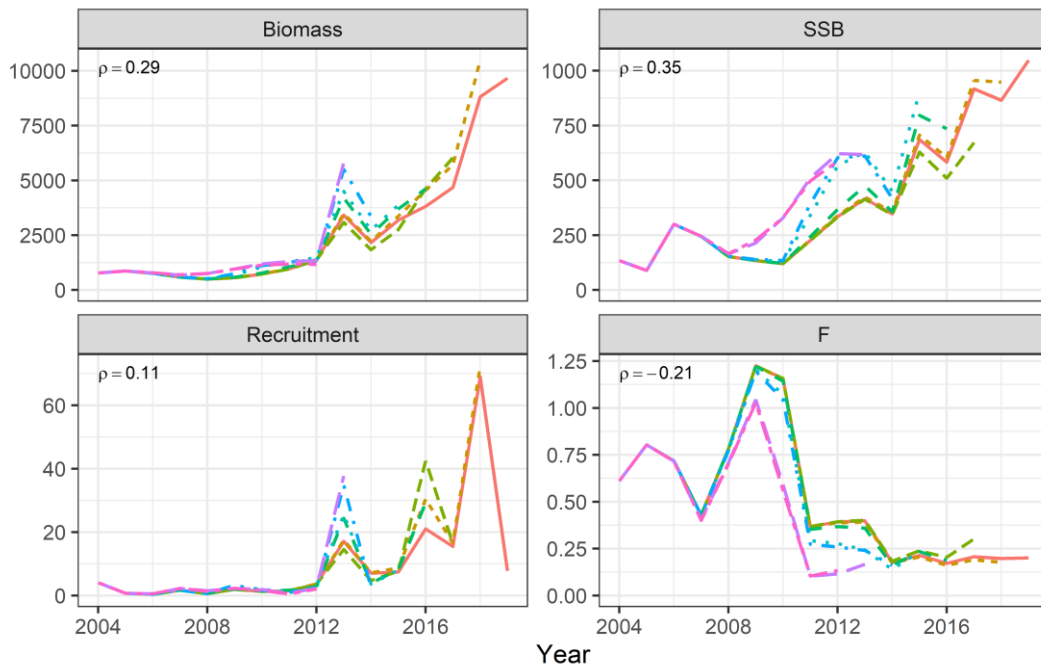 Biomass
SSB
ρ = 0.29
10000
7500
5000
2500
0
ρ = 0.35
1000
750
500
250
0
Recruitment
F
ρ = 0.11
60
40
20
0
ρ = −0.21
1.25
1.00
0.75
0.50
0.25
0.00
2004 2008 2012 2016
2004 2008 2012 2016
Year